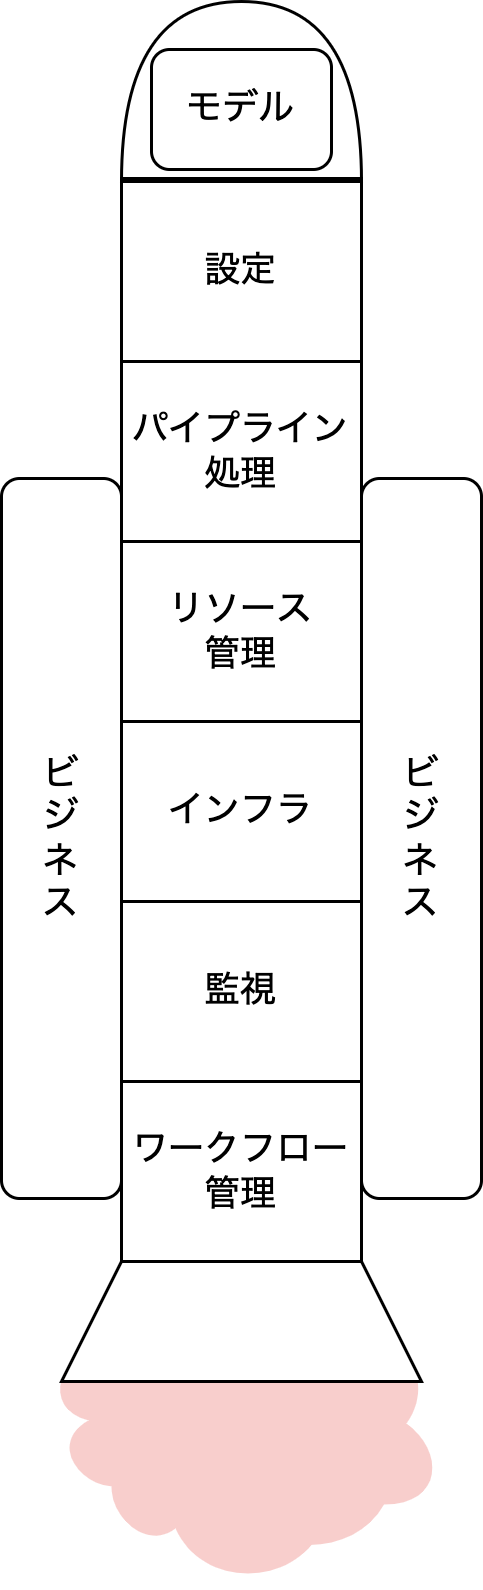 モデル
設定
パイプライン
処理
リソース
管理
インフラ
監視
ワークフロー
管理
ビジネス
ビジネス